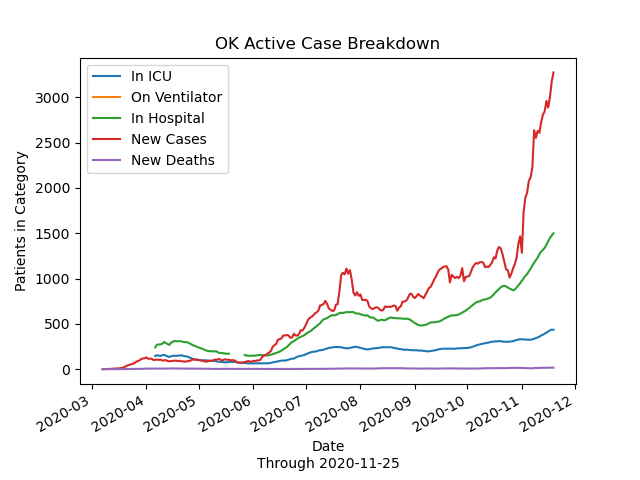 OK Active Case Breakdown
In ICU
On Ventilator
In Hospital
New Cases
New Deaths
Patients in Category
3000
2500
2000
1500
1000
500
0
2020-03
2020-04
2020-05
2020-06
2020-07
2020-08
2020-09
2020-10
2020-11
2020-12
Date
Through 2020-11-25